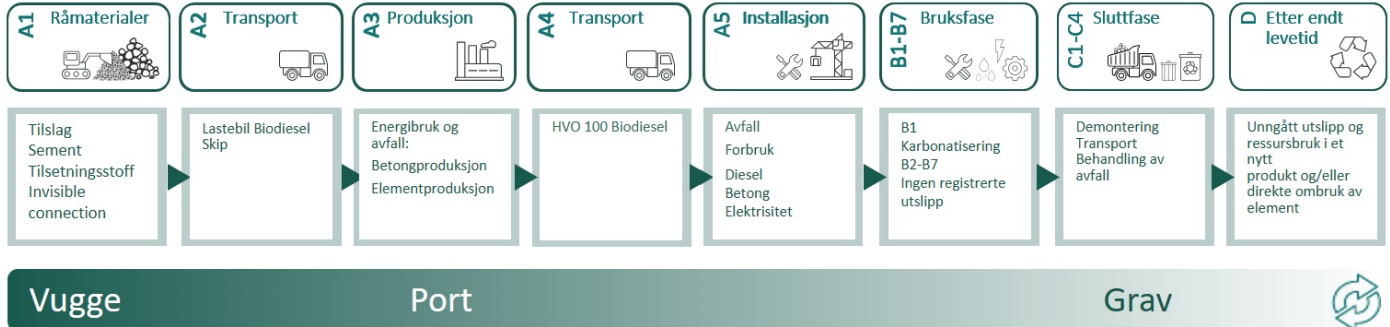 A1 Råmaterialer
A2 Transport
A3 Produksjon
A4 Transport
A5 Installasjon
B1-B7 Bruksfase
C1-C4 Sluttfase
D Etter endt
levetid
Tilslag
Sement
Tilsetningsstoff
Invisible
connection
Lastebil Biodiesel
Skip
Energibruk og
avfall:
Betongproduksjon
Elementproduksjon
HVO 100 Biodiesel
Avfall
Forbruk
Diesel
Betong
Elektrisitet
B1
Karbonatisering
B2-B7
Ingen registrerte
utslipp
Demontering
Transport
Behandling av
avfall
Unngått utslipp og
ressursbruk i et
nytt
produkt og/eller
direkte ombruk av
element
Vugge
Port
Grav